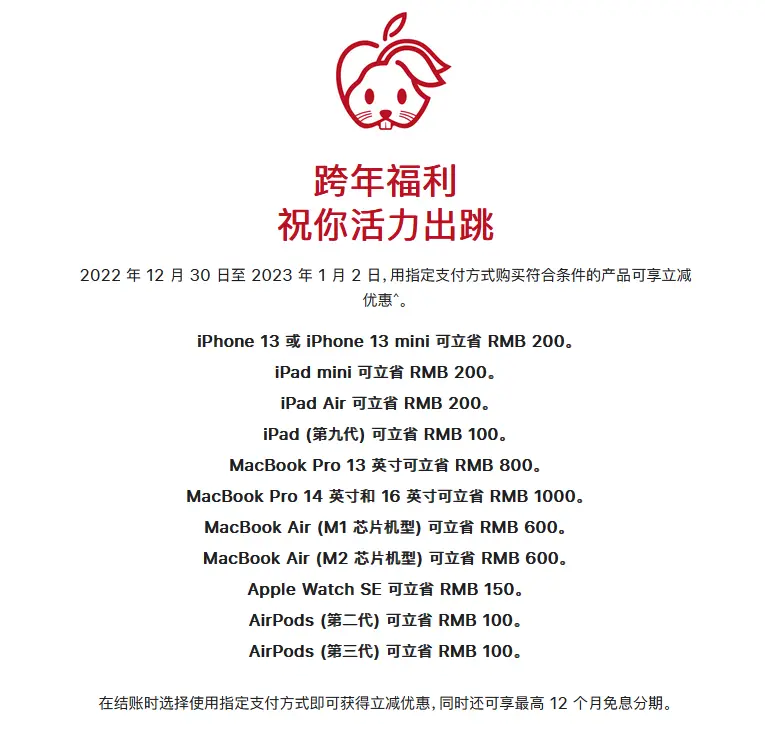 跨年福利
祝你活力出跳
2022 年 12 月 30 日至 2023 年 1 月 2 日，用指定支付方式购买符合条件的产品可享立减
优惠^。
iPhone 13 或 iPhone 13 mini 可立省 RMB 200。
iPad mini 可立省 RMB 200。
iPad Air 可立省 RMB 200。
iPad (第九代) 可立省 RMB 100。
MacBook Pro 13 英寸可立省 RMB 800。
MacBook Pro 14 英寸和 16 英寸可立省 RMB 1000。
MacBook Air (M1 芯片机型) 可立省 RMB 600。
MacBook Air (M2 芯片机型) 可立省 RMB 600。
Apple Watch SE 可立省 RMB 150。
AirPods (第二代) 可立省 RMB 100。
AirPods (第三代) 可立省 RMB 100。
在结账时选择使用指定支付方式即可获得立减优惠，同时还可享最高 12 个月免息分期。